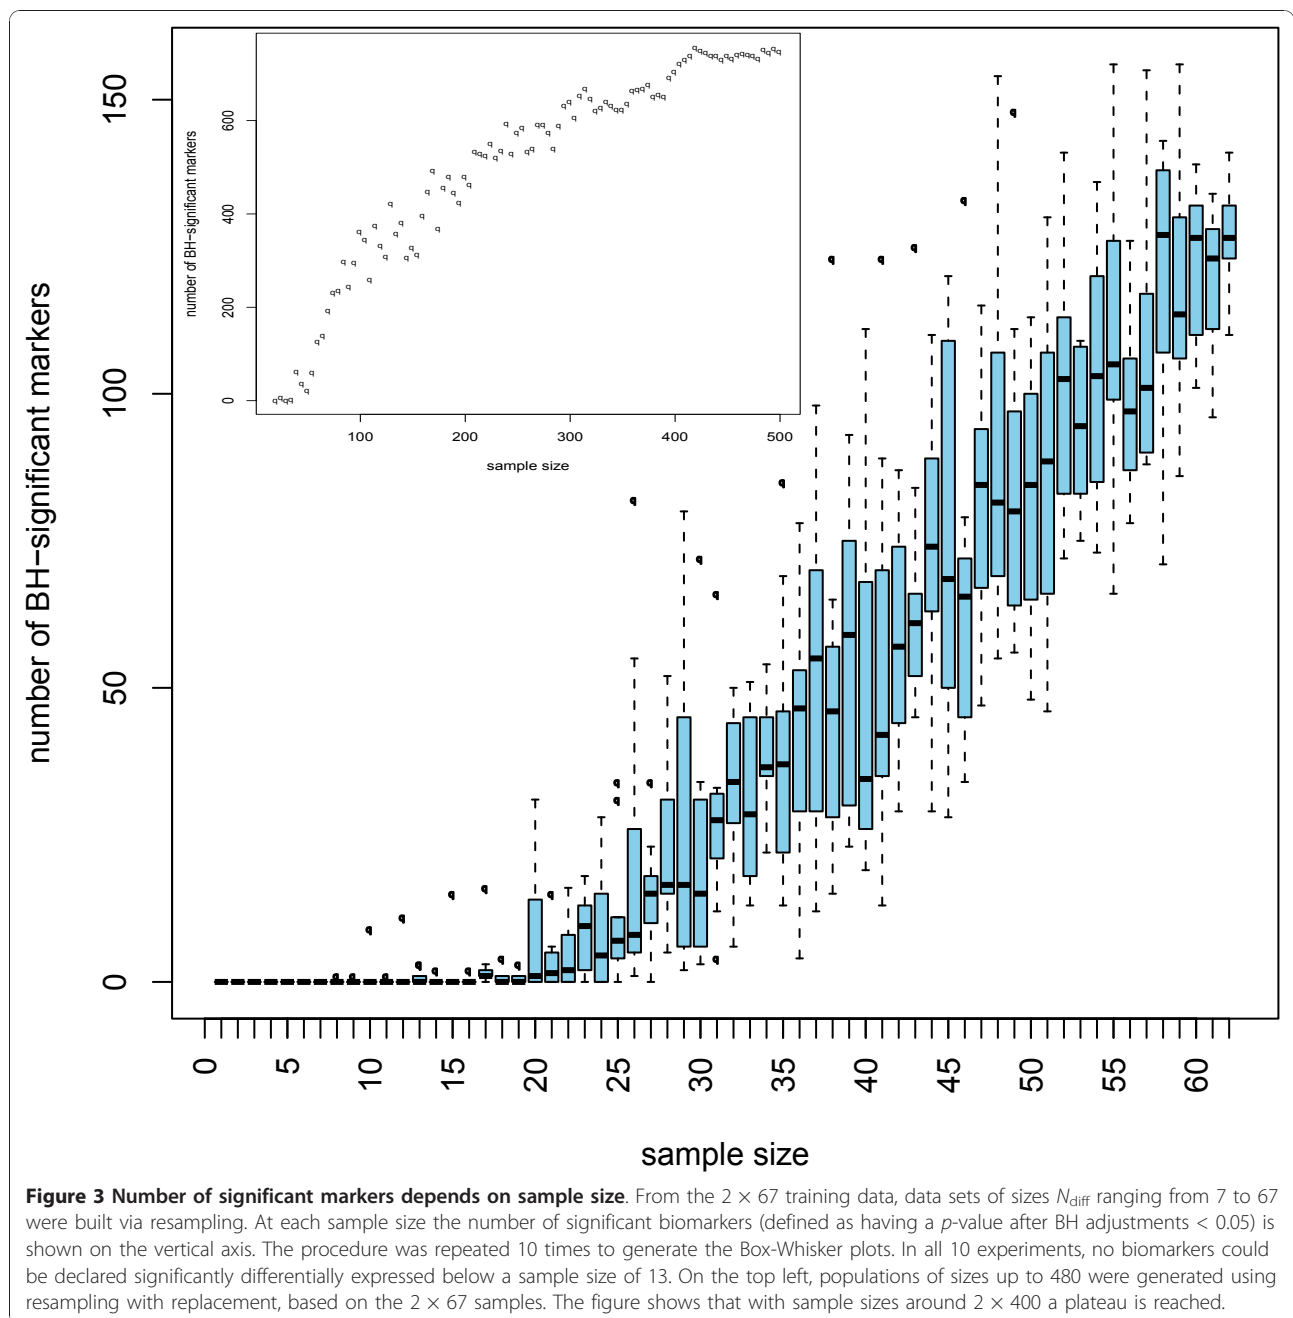 number of BH−significant markers
150
100
50
0
number of BH−significant markers
600
400
200
0
100 200 300 400 500
sample size
0 5 10 15 20 25 30 35 40 45 50 55 60
sample size
Figure 3 Number of significant markers depends on sample size. From the 2 × 67 training data, data sets of sizes Ndiff ranging from 7 to 67
were built via resampling. At each sample size the number of significant biomarkers (defined as having a p-value after BH adjustments < 0.05) is
shown on the vertical axis. The procedure was repeated 10 times to generate the Box-Whisker plots. In all 10 experiments, no biomarkers could
be declared significantly differentially expressed below a sample size of 13. On the top left, populations of sizes up to 480 were generated using
resampling with replacement, based on the 2 × 67 samples. The figure shows that with sample sizes around 2 × 400 a plateau is reached.